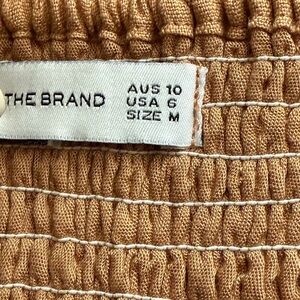 THE BRAND
AUS 10
USA 6
SIZE M